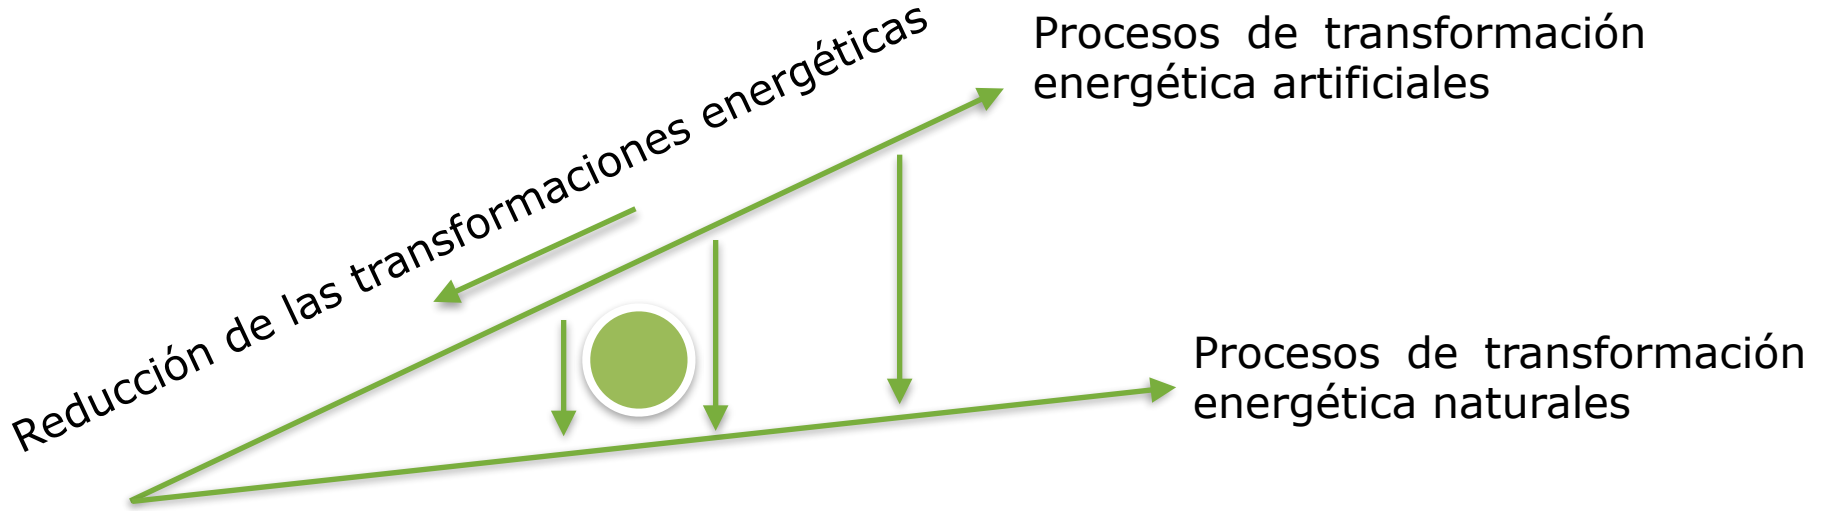 Reducción de las transformaciones energéticas
Procesos de transformación
energética artificiales
Procesos de transformación
energética naturales